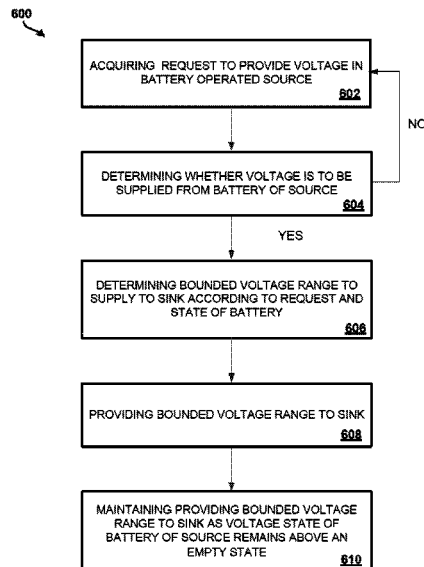 600
ACQUIRING REQUEST TO PROVIDE VOLTAGE IN
BATTERY OPERATED SOURCE
602
NO
DETERMINING WHETHER VOLTAGE IS TO BE
SUPPLIED FROM BATTERY OF SOURCE
604
YES
DETERMINING BOUNDED VOLTAGE RANGE TO
SUPPLY TO SINK ACCORDING TO REQUEST AND
STATE OF BATTERY
606
PROVIDING BOUNDED VOLTAGE RANGE TO SINK
608
MAINTAINING PROVIDING BOUNDED VOLTAGE
RANGE TO SINK AS VOLTAGE STATE OF
BATTERY OF SOURCE REMAINS ABOVE AN
EMPTY STATE
610